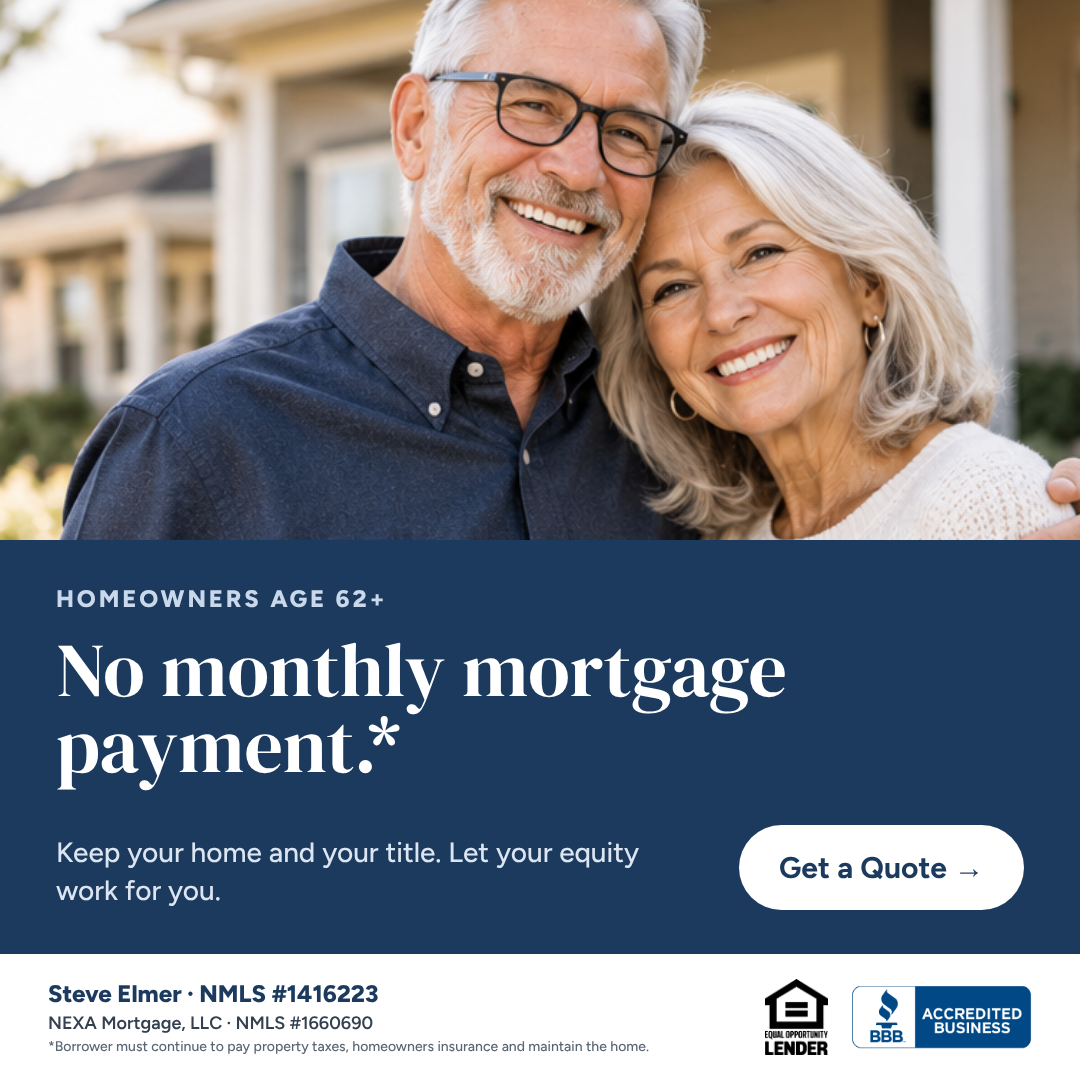 HOMEOWNERS AGE 62+
No monthly mortgage
payment.*
Keep your home and your title. Let your equity
work for you.
Get a Quote →
Steve Elmer · NMLS #1416223
NEXA Mortgage, LLC · NMLS #1660690
*Borrower must continue to pay property taxes, homeowners insurance and maintain the home.
EQUAL OPPORTUNITY
LENDER
BBB
ACCREDITED
BUSINESS